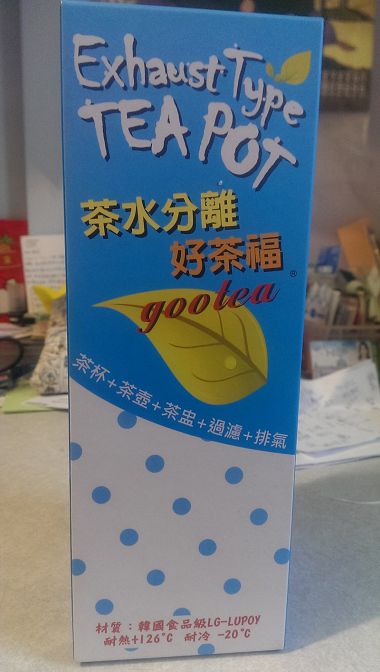 Exhaust Type
TEA POT
茶水分離
好茶福
gootea®
茶杯+茶壺+茶盅+過濾+排氣
材質：韓國食品級LG-LUPOY
耐熱+126°C 耐冷 -20°C